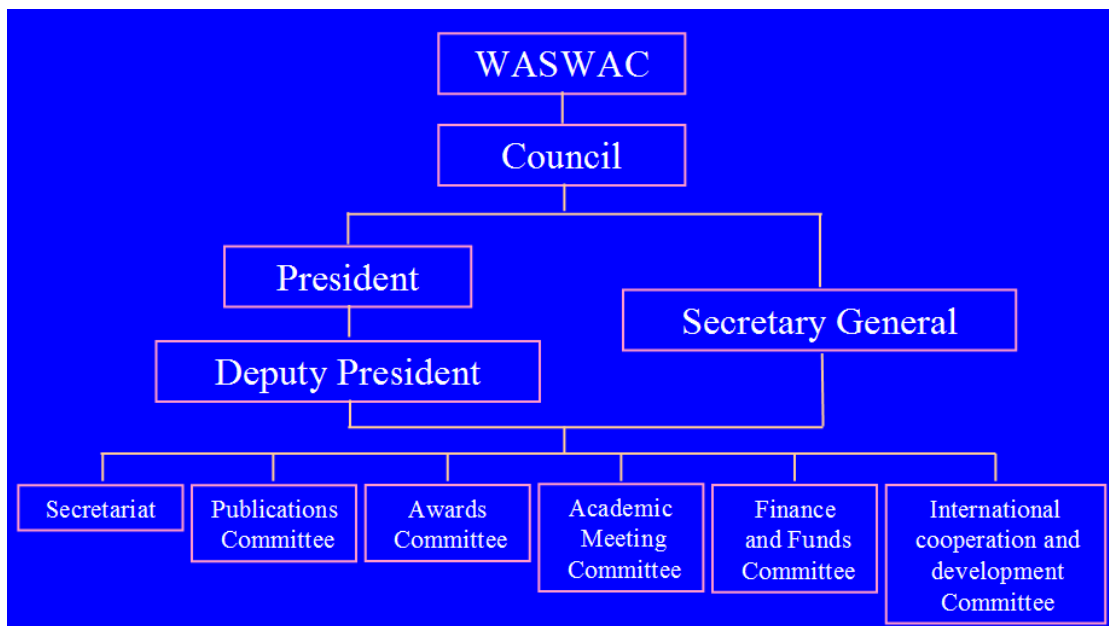 WASWAC
Council
President
Secretary General
Deputy President
Secretariat
Publications
Committee
Awards
Committee
Academic
Meeting
Committee
Finance
and Funds
Committee
International
cooperation and
development
Committee